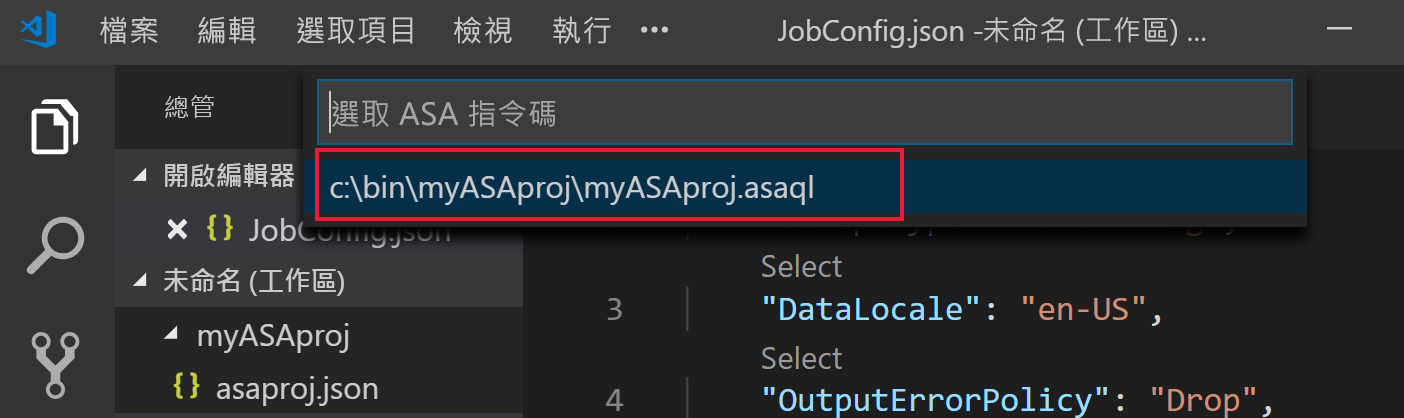 檔案 編輯 選取項目 檢視 執行 ••• JobConfig.json -未命名 (工作區) ...
總管
選取 ASA 指令碼
開啟編輯器
c:\bin\myASAproj\myASAproj.asaql
JobConfig.json
未命名 (工作區)
myASAproj
asaproj.json
Select
3 "DataLocale": "en-US",
Select
4 "OutputErrorPolicy": "Drop",